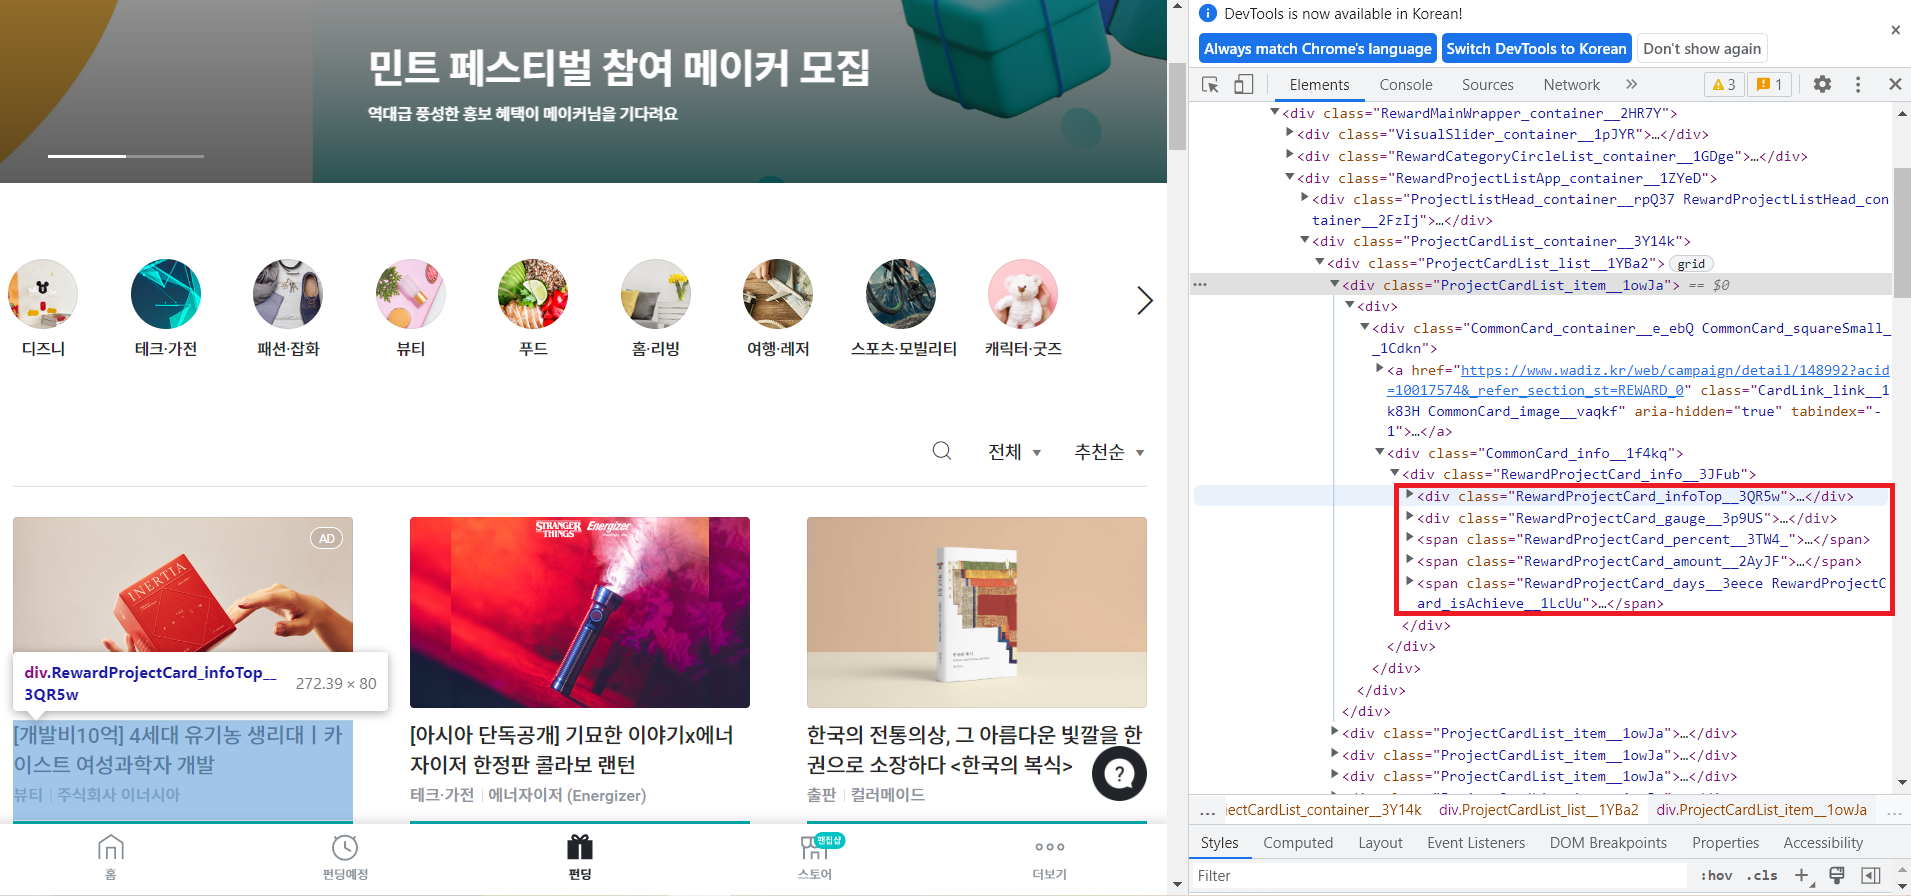 민트 페스티벌 참여 메이커 모집
역대급 풍성한 홍보 혜택이 메이커님을 기다려요
디즈니
테크·가전
패션·잡화
뷰티
푸드
홈·리빙
여행·레저
스포츠·모빌리티
캐릭터·굿즈
전체
추천순
AD
INERTIA
STRANGER THINGS
Energizer
div.RewardProjectCard_infoTop__3QR5w
272.39 × 80
[개발비10억] 4세대 유기농 생리대ㅣ카
이스트 여성과학자 개발
뷰티 | 주식회사 이너시아
[아시아 단독공개] 기묘한 이야기x에너
자이저 한정판 콜라보 랜턴
테크·가전 | 에너자이저 (Energizer)
한국의 전통의상, 그 아름다운 빛깔을 한
권으로 소장하다 <한국의 복식>
출판 | 컬러메이드
?
홈
펀딩예정
펀딩
팬집샵
스토어
더보기
DevTools is now available in Korean!
Always match Chrome's language
Switch DevTools to Korean
Don't show again
Elements Console Sources Network » 3 1
<div class="RewardMainWrapper_container__2HR7Y">
<div class="VisualSlider_container__1pJYR">…</div>
<div class="RewardCategoryCircleList_container__1GDge">…</div>
<div class="RewardProjectListApp_container__1ZYeD">
<div class="ProjectListHead_container__rpQ37 RewardProjectListHead_con
tainer__2FzIj">…</div>
<div class="ProjectCardList_container__3Y14k">
<div class="ProjectCardList_list__1YBa2"> grid
… <div class="ProjectCardList_item__1owJa"> == $0
<div>
<div class="CommonCard_container__e_ebQ CommonCard_squareSmall_
_1Cdkn">
<a href="https://www.wadiz.kr/web/campaign/detail/148992?acid
=10017574&_refer_section_st=REWARD_0" class="CardLink_link__1
k83H CommonCard_image__vaqkf" aria-hidden="true" tabindex="-
1">…</a>
<div class="CommonCard_info__1f4kq">
<div class="RewardProjectCard_info__3JFub">
<div class="RewardProjectCard_infoTop__3QR5w">…</div>
<div class="RewardProjectCard_gauge__3p9US">…</div>
<span class="RewardProjectCard_percent__3TW4_">…</span>
<span class="RewardProjectCard_amount__2AyJF">…</span>
<span class="RewardProjectCard_days__3eece RewardProjectC
ard_isAchieve__1LcUu">…</span>
</div>
</div>
</div>
</div>
</div>
<div class="ProjectCardList_item__1owJa">…</div>
<div class="ProjectCardList_item__1owJa">…</div>
<div class="ProjectCardList_item__1owJa">…</div>
… jectCardList_container__3Y14k div.ProjectCardList_list__1YBa2 div.ProjectCardList_item__1owJa …
Styles Computed Layout Event Listeners DOM Breakpoints Properties Accessibility
Filter :hov .cls +